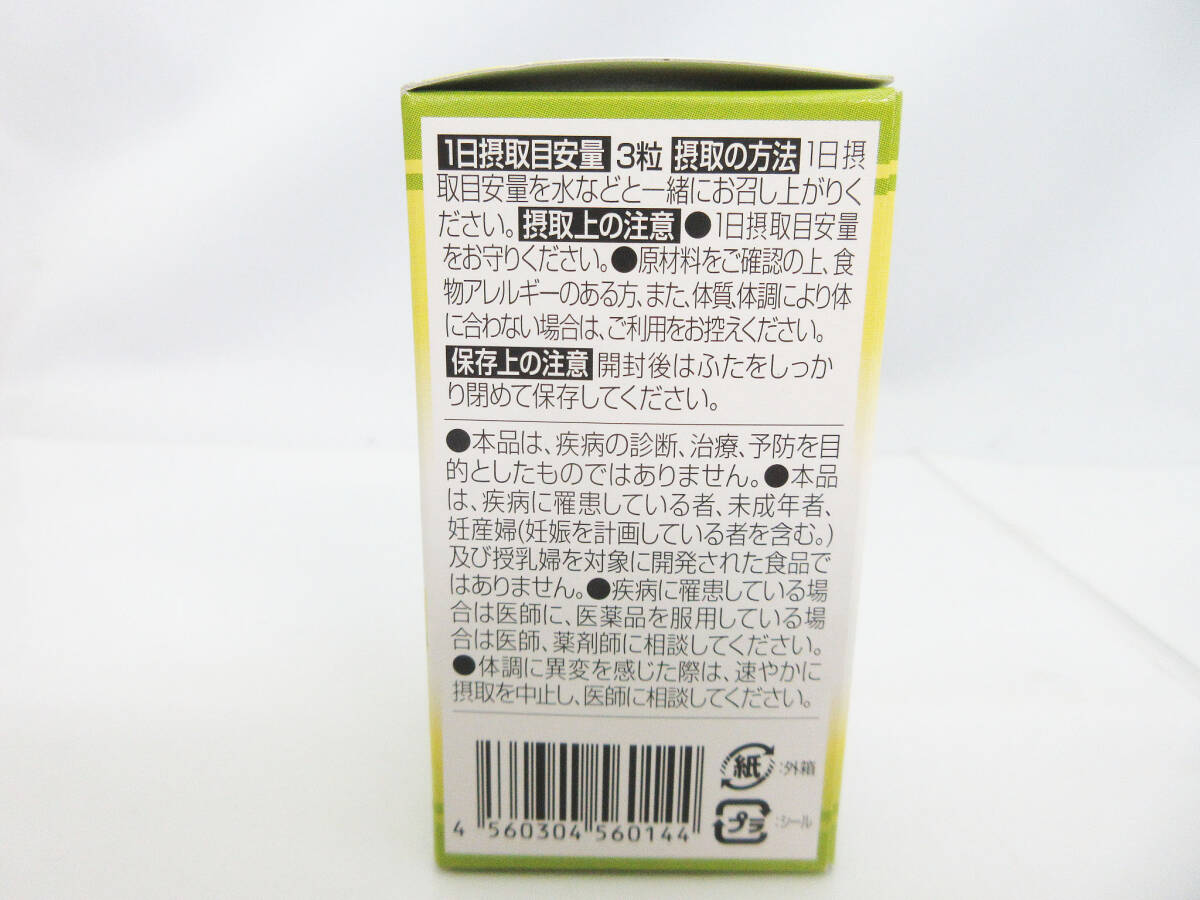 1日摂取目安量 3粒 摂取の方法 1日摂
取目安量を水などと一緒にお召し上がりく
ださい。摂取上の注意 ●1日摂取目安量
をお守りください。●原材料をご確認の上、食
物アレルギーのある方、また、体質、体調により体
に合わない場合は、ご利用をお控えください。
保存上の注意 開封後はふたをしっか
り閉めて保存してください。
●本品は、疾病の診断、治療、予防を目
的としたものではありません。●本品
は、疾病に罹患している者、未成年者、
妊産婦(妊娠を計画している者を含む。)
及び授乳婦を対象に開発された食品で
はありません。●疾病に罹患している場
合は医師に、医薬品を服用している場
合は医師、薬剤師に相談してください。
●体調に異変を感じた際は、速やかに
摂取を中止し、医師に相談してください。
紙 :外箱
プラ :シール
4 560304 560144